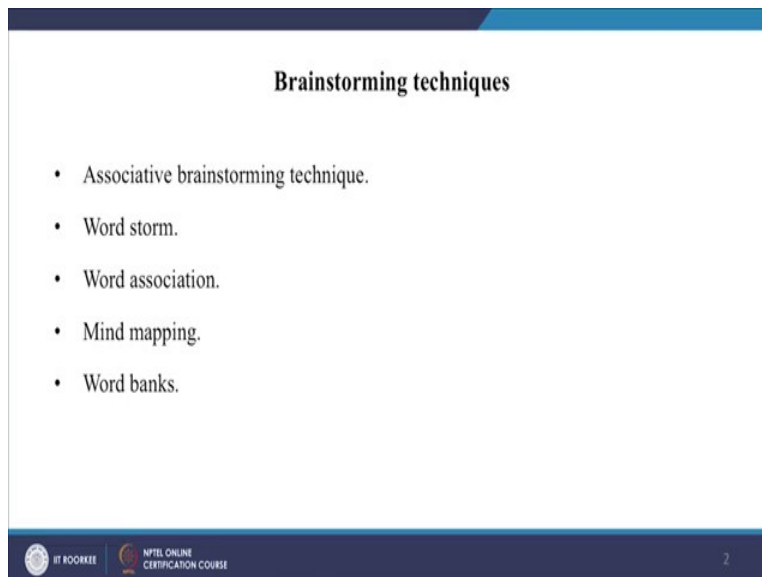 Brainstorming techniques
• Associative brainstorming technique.
• Word storm.
• Word association.
• Mind mapping.
• Word banks.
IIT ROORKEE
NPTEL ONLINE
CERTIFICATION COURSE
2